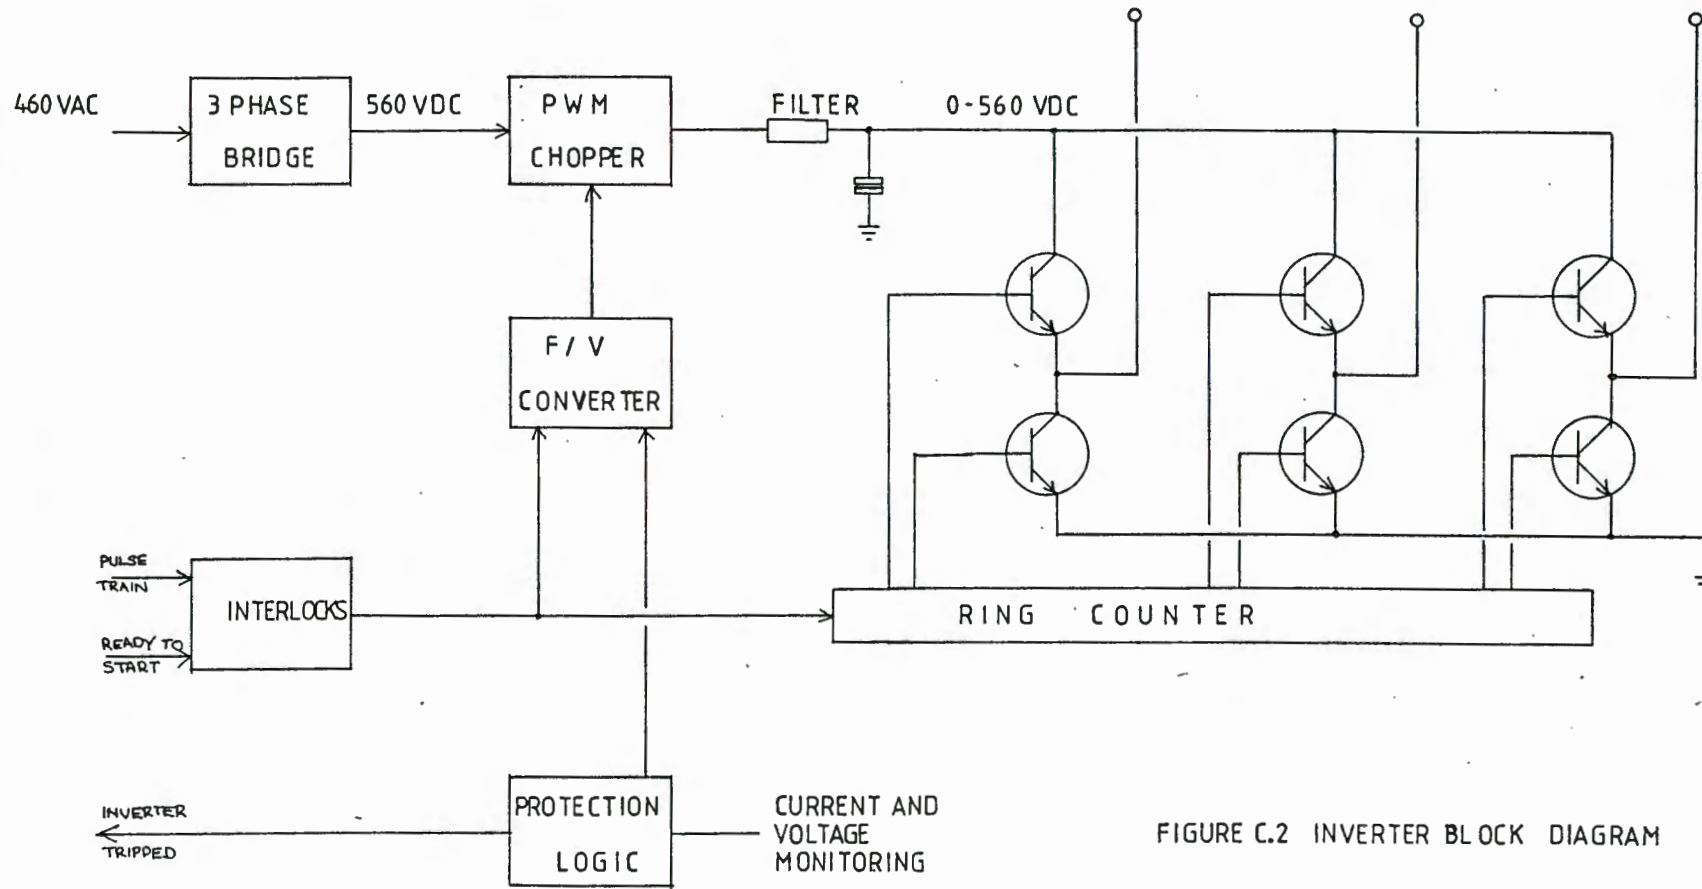 460 VAC
3 PHASE
BRIDGE
560 VDC
PWM
CHOPPER
FILTER
0-560 VDC
F/V
CONVERTER
PULSE
TRAIN
READY TO
START
INTERLOCKS
RING COUNTER
INVERTER
TRIPPED
PROTECTION
LOGIC
CURRENT AND
VOLTAGE
MONITORING
FIGURE C.2 INVERTER BLOCK DIAGRAM